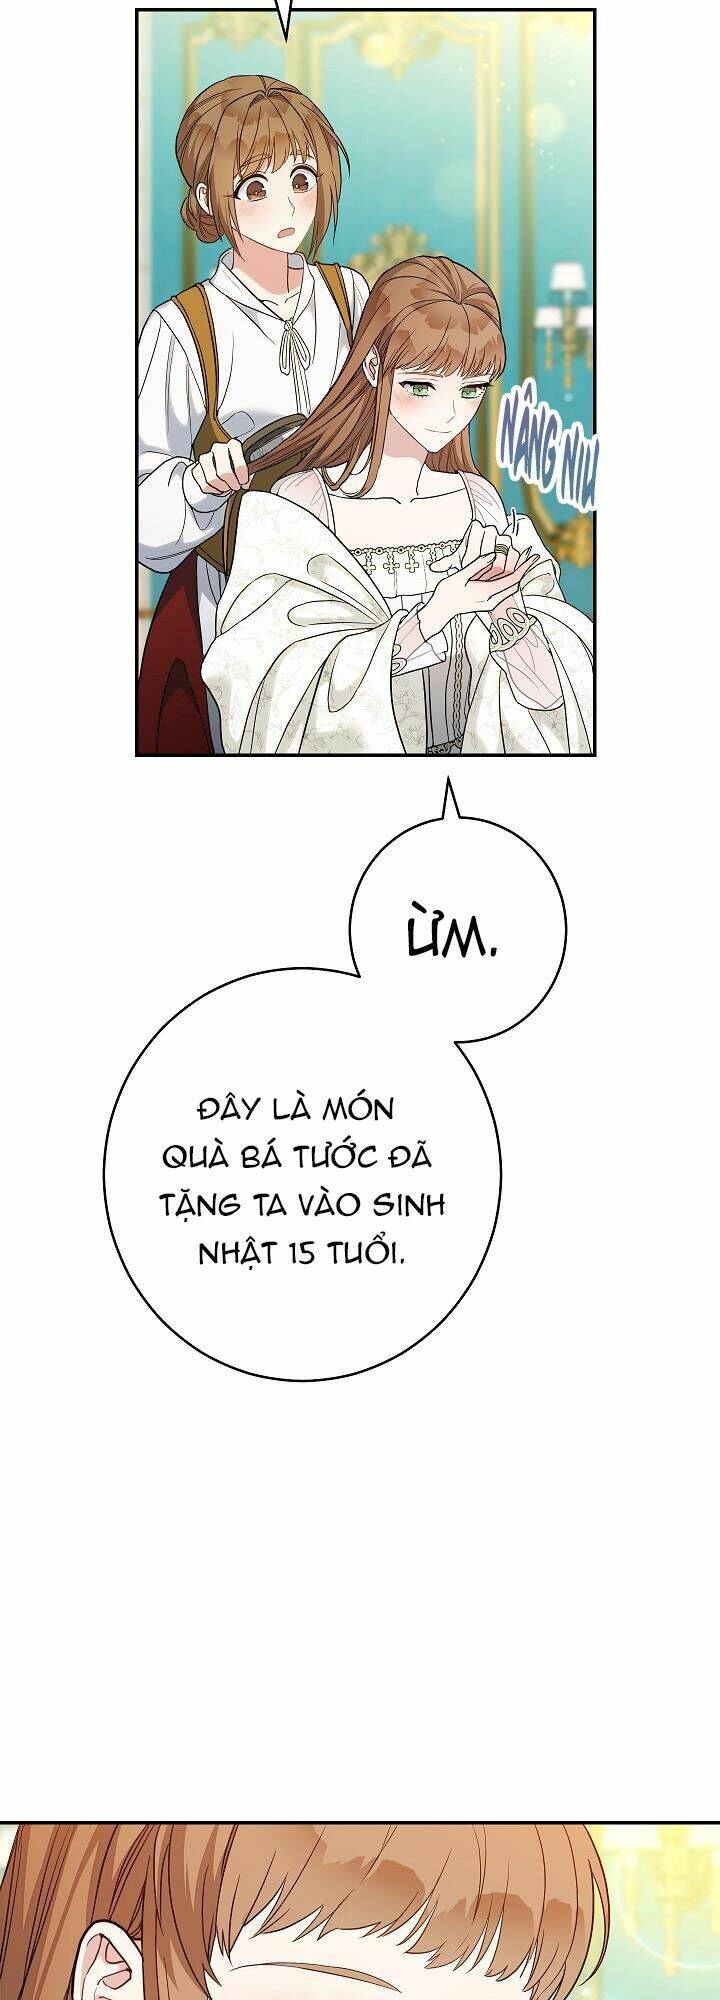 NÂNG NIU
ỪM.
ĐÂY LÀ MÓN
QUÀ BÁ TƯỚC ĐÃ
TẶNG TA VÀO SINH
NHẬT 15 TUỔI.